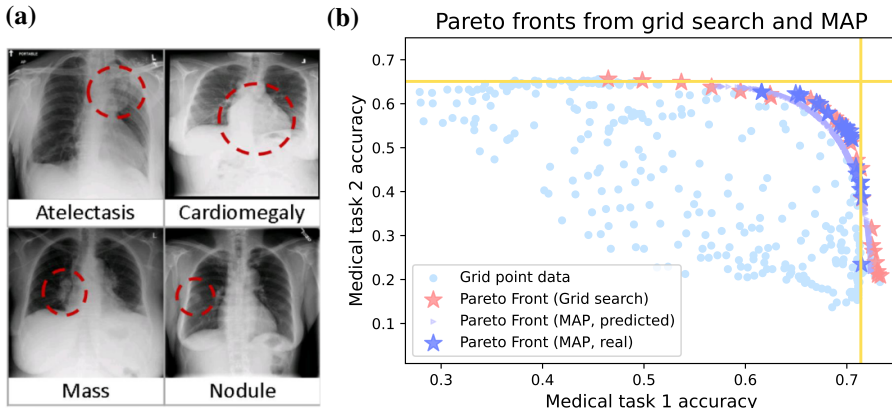 (a)
PORTABLE
L
Atelectasis
Cardiomegaly
L
Mass
Nodule
(b)
Pareto fronts from grid search and MAP
Medical task 2 accuracy
0.7
0.6
0.5
0.4
0.3
0.2
0.1
Grid point data
Pareto Front (Grid search)
Pareto Front (MAP, predicted)
Pareto Front (MAP, real)
0.3 0.4 0.5 0.6 0.7
Medical task 1 accuracy